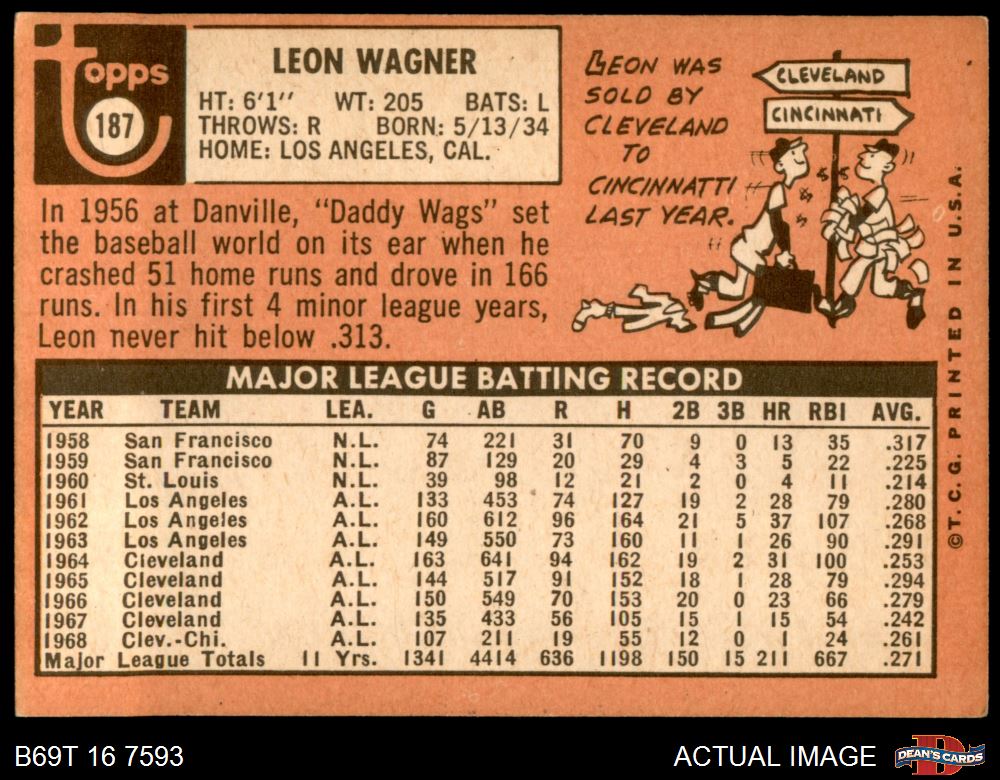 Topps
187
LEON WAGNER
HT: 6'1'' WT: 205 BATS: L
THROWS: R BORN: 5/13/34
HOME: LOS ANGELES, CAL.
LEON WAS
SOLD BY
CLEVELAND
TO
CINCINNATTI
LAST YEAR.
CLEVELAND
CINCINNATI
$ $ $ $
In 1956 at Danville, "Daddy Wags" set
the baseball world on its ear when he
crashed 51 home runs and drove in 166
runs. In his first 4 minor league years,
Leon never hit below .313.
MAJOR LEAGUE BATTING RECORD
YEAR TEAM LEA. G AB R H 2B 3B HR RBI AVG.
1958 San Francisco N.L. 74 221 31 70 9 0 13 35 .317
1959 San Francisco N.L. 87 129 20 29 4 3 5 22 .225
1960 St. Louis N.L. 39 98 12 21 2 0 4 11 .214
1961 Los Angeles A.L. 133 453 74 127 19 2 28 79 .280
1962 Los Angeles A.L. 160 612 96 164 21 5 37 107 .268
1963 Los Angeles A.L. 149 550 73 160 11 1 26 90 .291
1964 Cleveland A.L. 163 641 94 162 19 2 31 100 .253
1965 Cleveland A.L. 144 517 91 152 18 1 28 79 .294
1966 Cleveland A.L. 150 549 70 153 20 0 23 66 .279
1967 Cleveland A.L. 135 433 56 105 15 1 15 54 .242
1968 Clev.-Chi. A.L. 107 211 19 55 12 0 1 24 .261
Major League Totals 11 Yrs. 1341 4414 636 1198 150 15 211 667 .271
©T. C. G. PRINTED IN U.S.A.
B69T 16 7593
ACTUAL IMAGE
D
DEAN'S CARDS